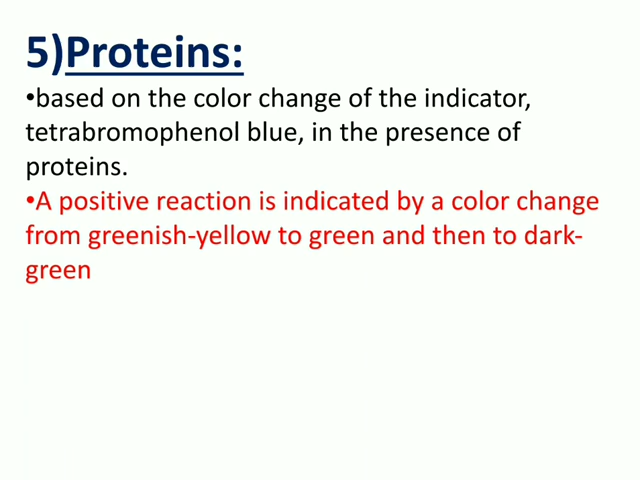 5)Proteins:
•based on the color change of the indicator,
tetrabromophenol blue, in the presence of
proteins.
•A positive reaction is indicated by a color change
from greenish-yellow to green and then to dark-
green